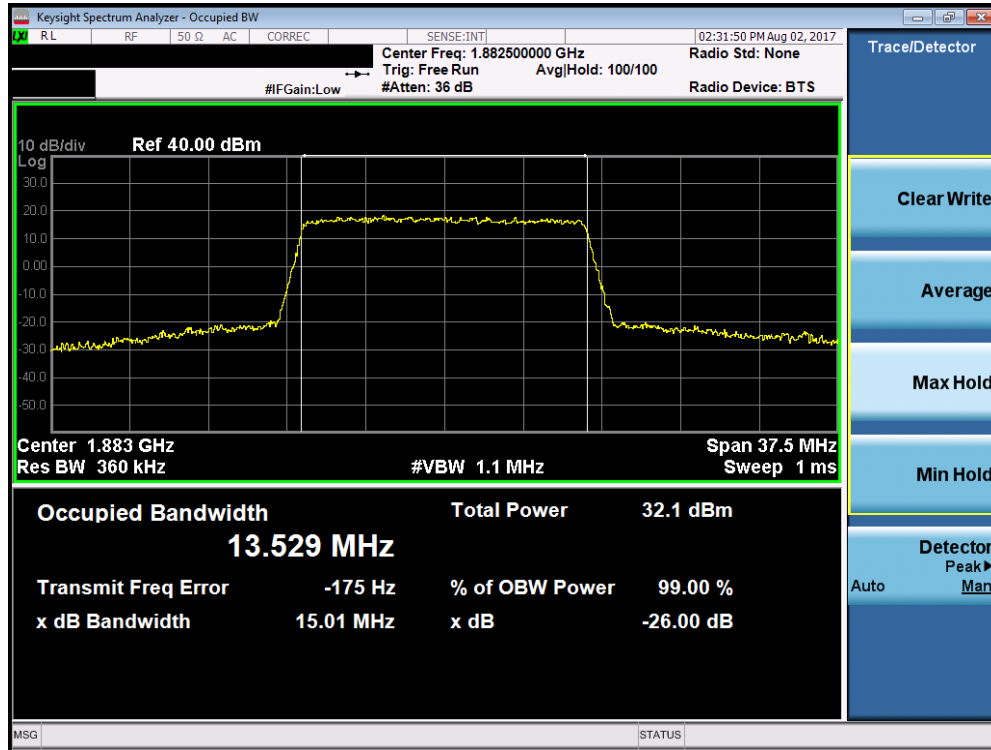 Keysight Spectrum Analyzer - Occupied BW
LXI RL RF 50 Ω AC CORREC SENSE:INT 02:31:50 PM Aug 02, 2017
Center Freq: 1.882500000 GHz Radio Std: None
Trig: Free Run Avg|Hold: 100/100
#IFGain:Low #Atten: 36 dB Radio Device: BTS
Trace/Detector
10 dB/div Ref 40.00 dBm
Log
30.0
20.0
10.0
0.00
-10.0
-20.0
-30.0
-40.0
-50.0
Center 1.883 GHz Span 37.5 MHz
Res BW 360 kHz #VBW 1.1 MHz Sweep 1 ms
Occupied Bandwidth Total Power 32.1 dBm
13.529 MHz
Transmit Freq Error -175 Hz % of OBW Power 99.00 %
x dB Bandwidth 15.01 MHz x dB -26.00 dB
Clear Write
Average
Max Hold
Min Hold
Detector
Peak
Auto Man
MSG STATUS